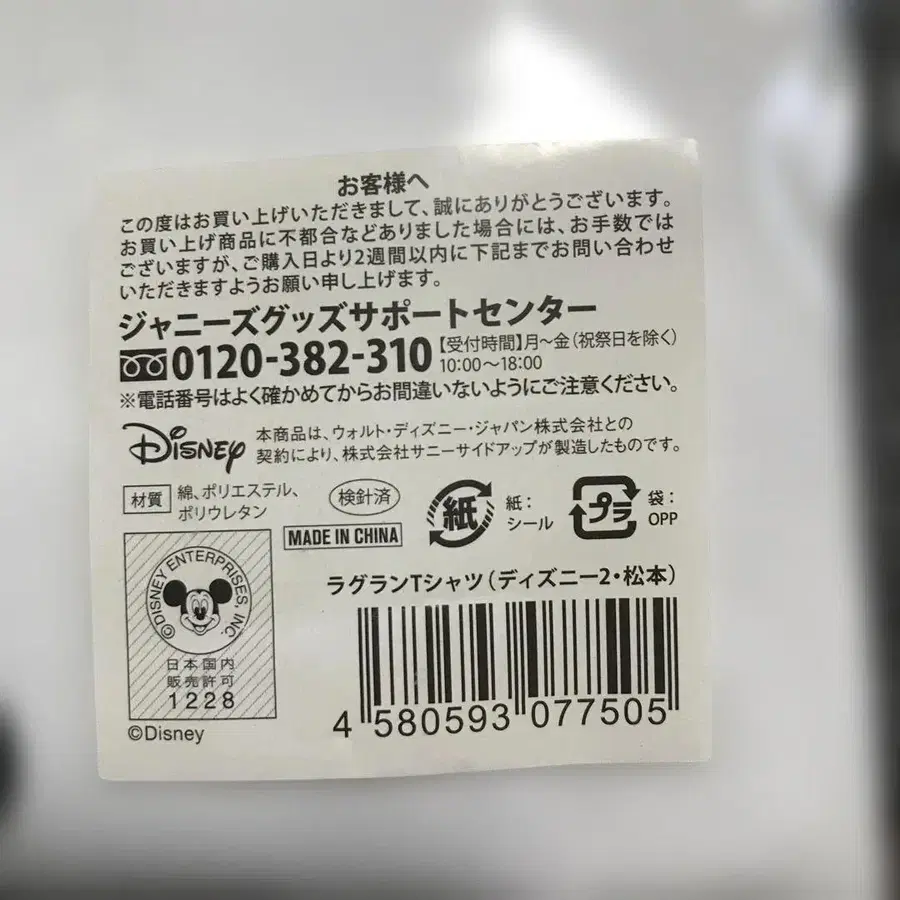 お客様へ
この度はお買い上げいただきまして、誠にありがとうございます。
お買い上げ商品に不都合などありました場合には、お手数では
ございますが、ご購入日より2週間以内に下記までお問い合わせ
いただきますようお願い申し上げます。
ジャニーズグッズサポートセンター
0120-382-310 【受付時間】月〜金(祝祭日を除く)
10:00〜18:00
※電話番号はよく確かめてからお間違いないようにご注意ください。
Disney 本商品は、ウォルト・ディズニー・ジャパン株式会社との
契約により、株式会社サニーサイドアップが製造したものです。
材質 綿、ポリエステル、
ポリウレタン
検針済
MADE IN CHINA
紙 紙:
シール
プラ 袋:
OPP
©DISNEY ENTERPRISES, INC.
日本国内
販売許可
1228
©Disney
ラグランTシャツ(ディズニー2・松本)
4 580593 077505